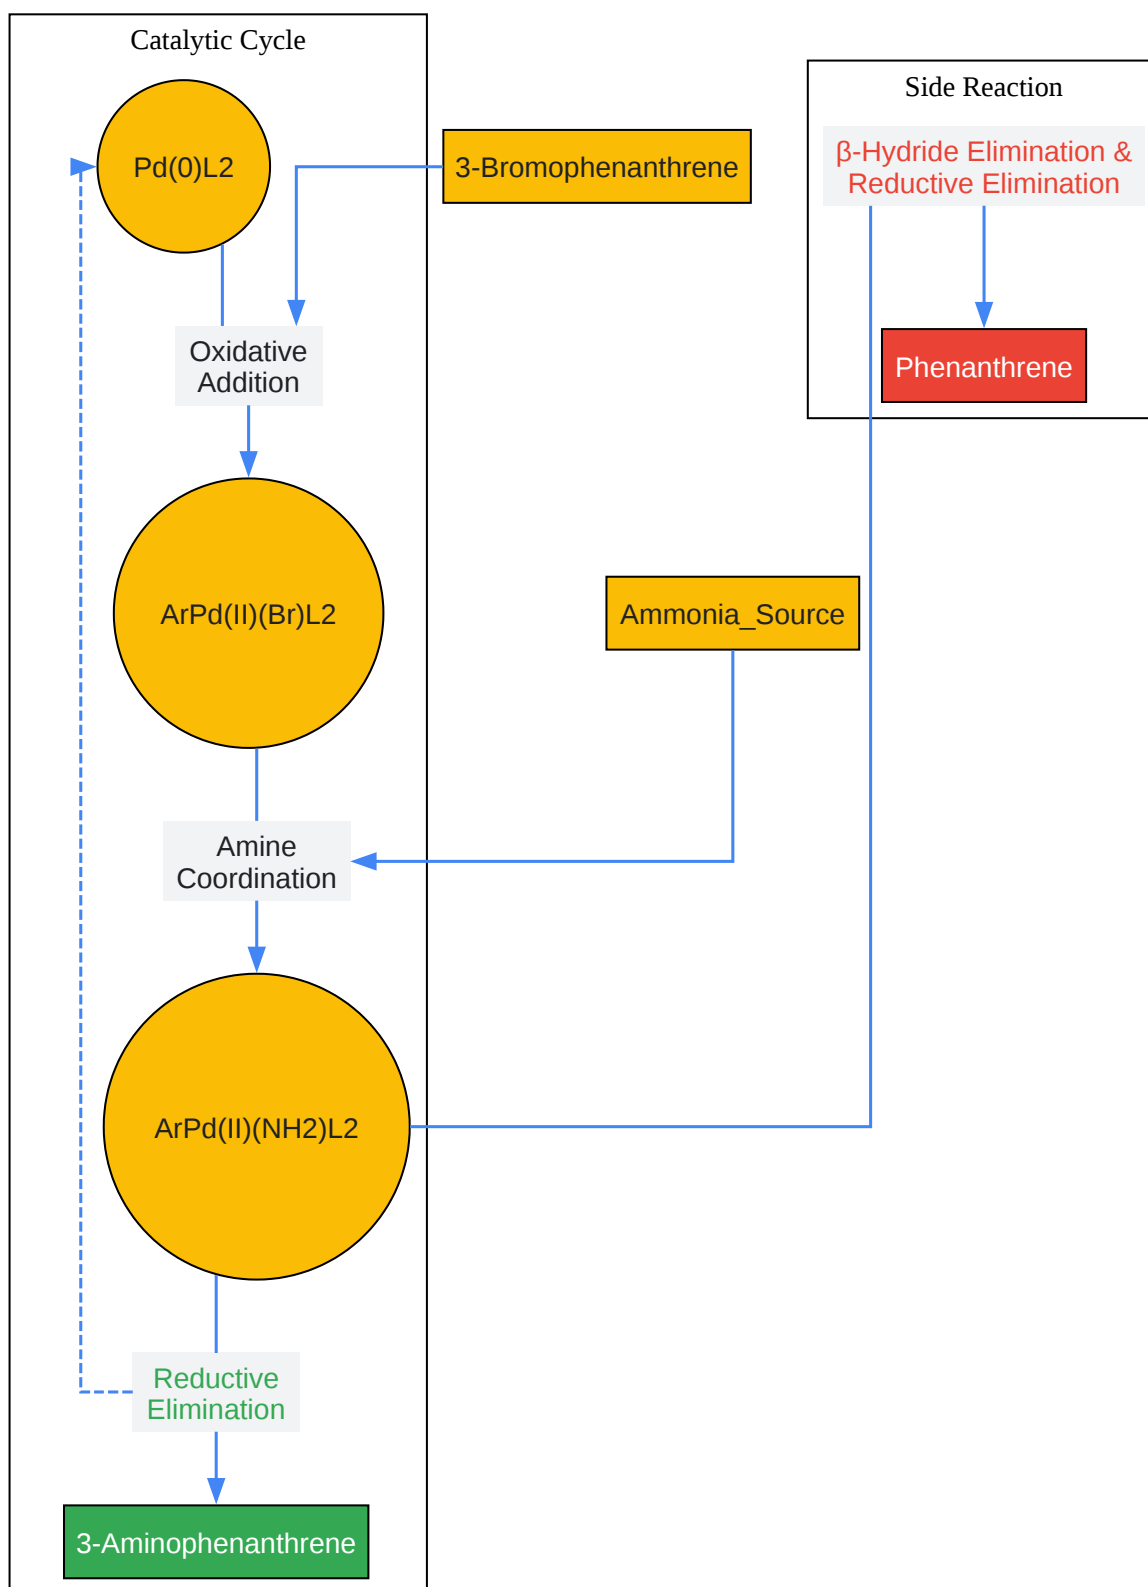 Catalytic Cycle
Pd(0)L2
3-Bromophenanthrene
Oxidative
Addition
ArPd(II)(Br)L2
Ammonia_Source
Amine
Coordination
ArPd(II)(NH2)L2
Reductive
Elimination
3-Aminophenanthrene
Side Reaction
β-Hydride Elimination &
Reductive Elimination
Phenanthrene